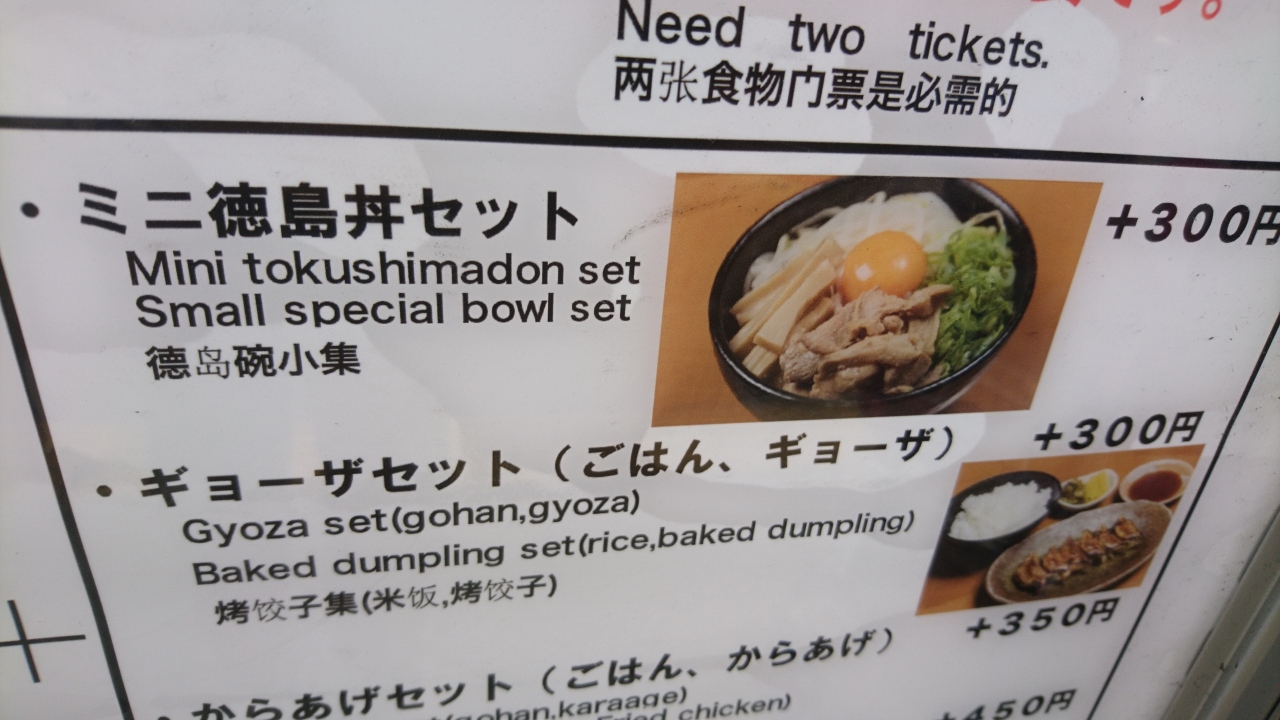 Need two tickets.
两张食物门票是必需的
・ミニ徳島丼セット
+300円
Mini tokushimadon set
Small special bowl set
德岛碗小集
+300円
・ギョーザセット（ごはん、ギョーザ）
Gyoza set(gohan,gyoza)
Baked dumpling set(rice,baked dumpling)
烤饺子集(米饭,烤饺子)
+350円
・からあげセット（ごはん、からあげ）
(gohan,karaage)
Fried chicken)
+450円